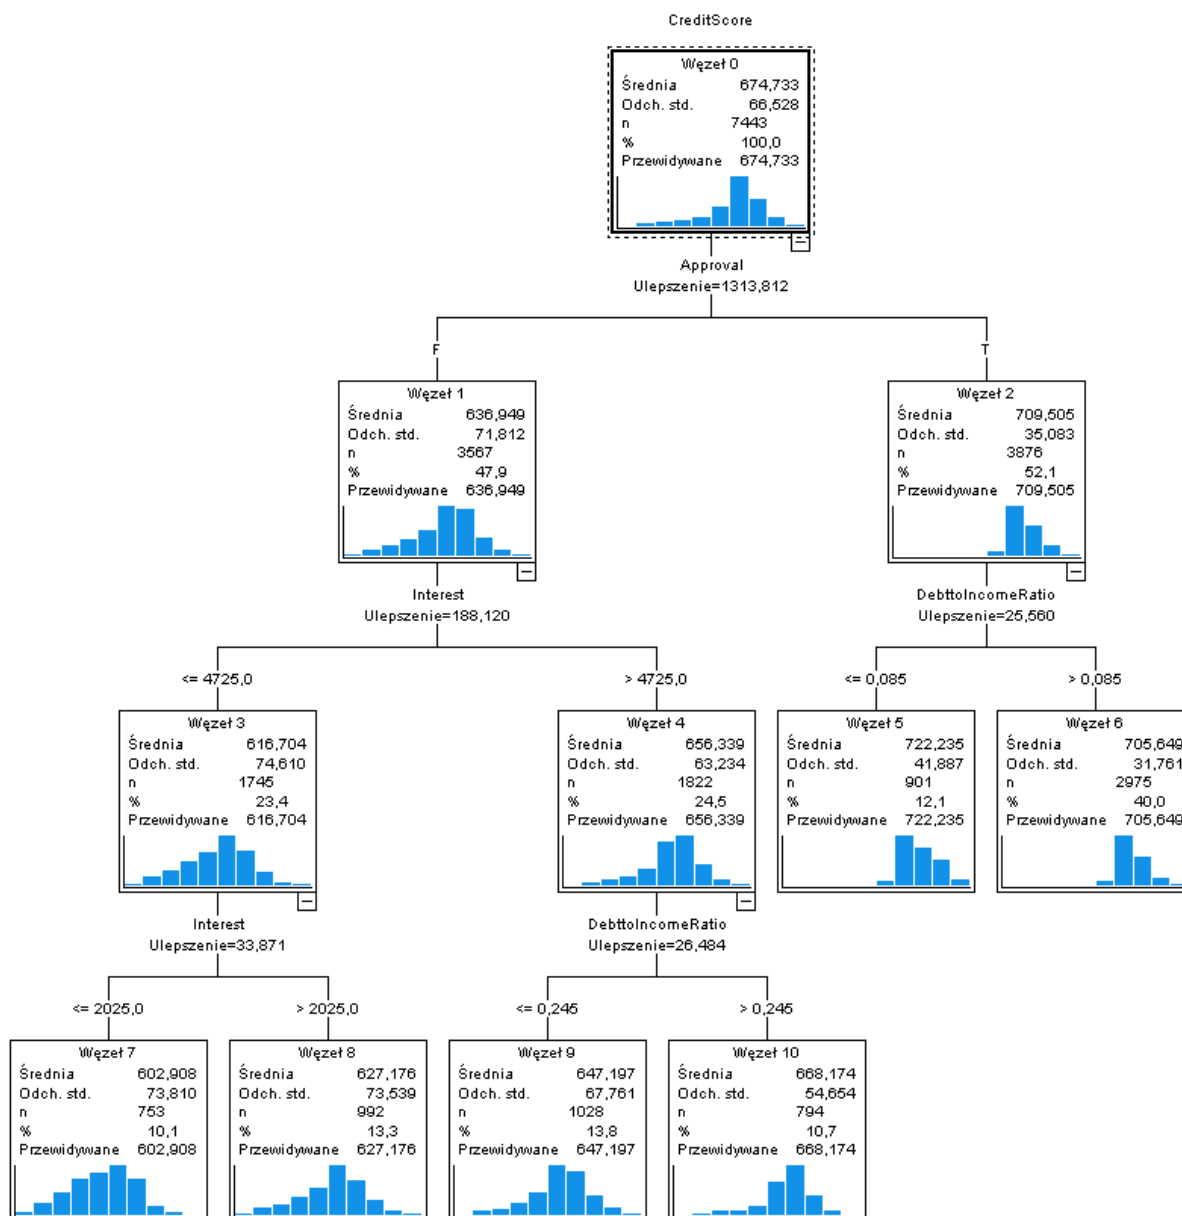 CreditScore
Węzeł 0
Średnia 674,733
Odch. std. 66,528
n 7443
% 100,0
Przewidywane 674,733
Approval
Ulepszenie=1313,812
F
T
Węzeł 1
Średnia 636,949
Odch. std. 71,812
n 3567
% 47,9
Przewidywane 636,949
Węzeł 2
Średnia 709,505
Odch. std. 35,083
n 3876
% 52,1
Przewidywane 709,505
Interest
Ulepszenie=188,120
DebttoIncomeRatio
Ulepszenie=25,560
<= 4725,0
> 4725,0
<= 0,085
> 0,085
Węzeł 3
Średnia 616,704
Odch. std. 74,610
n 1745
% 23,4
Przewidywane 616,704
Węzeł 4
Średnia 656,339
Odch. std. 63,234
n 1822
% 24,5
Przewidywane 656,339
Węzeł 5
Średnia 722,235
Odch. std. 41,887
n 901
% 12,1
Przewidywane 722,235
Węzeł 6
Średnia 705,649
Odch. std. 31,761
n 2975
% 40,0
Przewidywane 705,649
Interest
Ulepszenie=33,871
DebttoIncomeRatio
Ulepszenie=26,484
<= 2025,0
> 2025,0
<= 0,245
> 0,245
Węzeł 7
Średnia 602,908
Odch. std. 73,810
n 753
% 10,1
Przewidywane 602,908
Węzeł 8
Średnia 627,176
Odch. std. 73,539
n 992
% 13,3
Przewidywane 627,176
Węzeł 9
Średnia 647,197
Odch. std. 67,761
n 1028
% 13,8
Przewidywane 647,197
Węzeł 10
Średnia 668,174
Odch. std. 54,654
n 794
% 10,7
Przewidywane 668,174